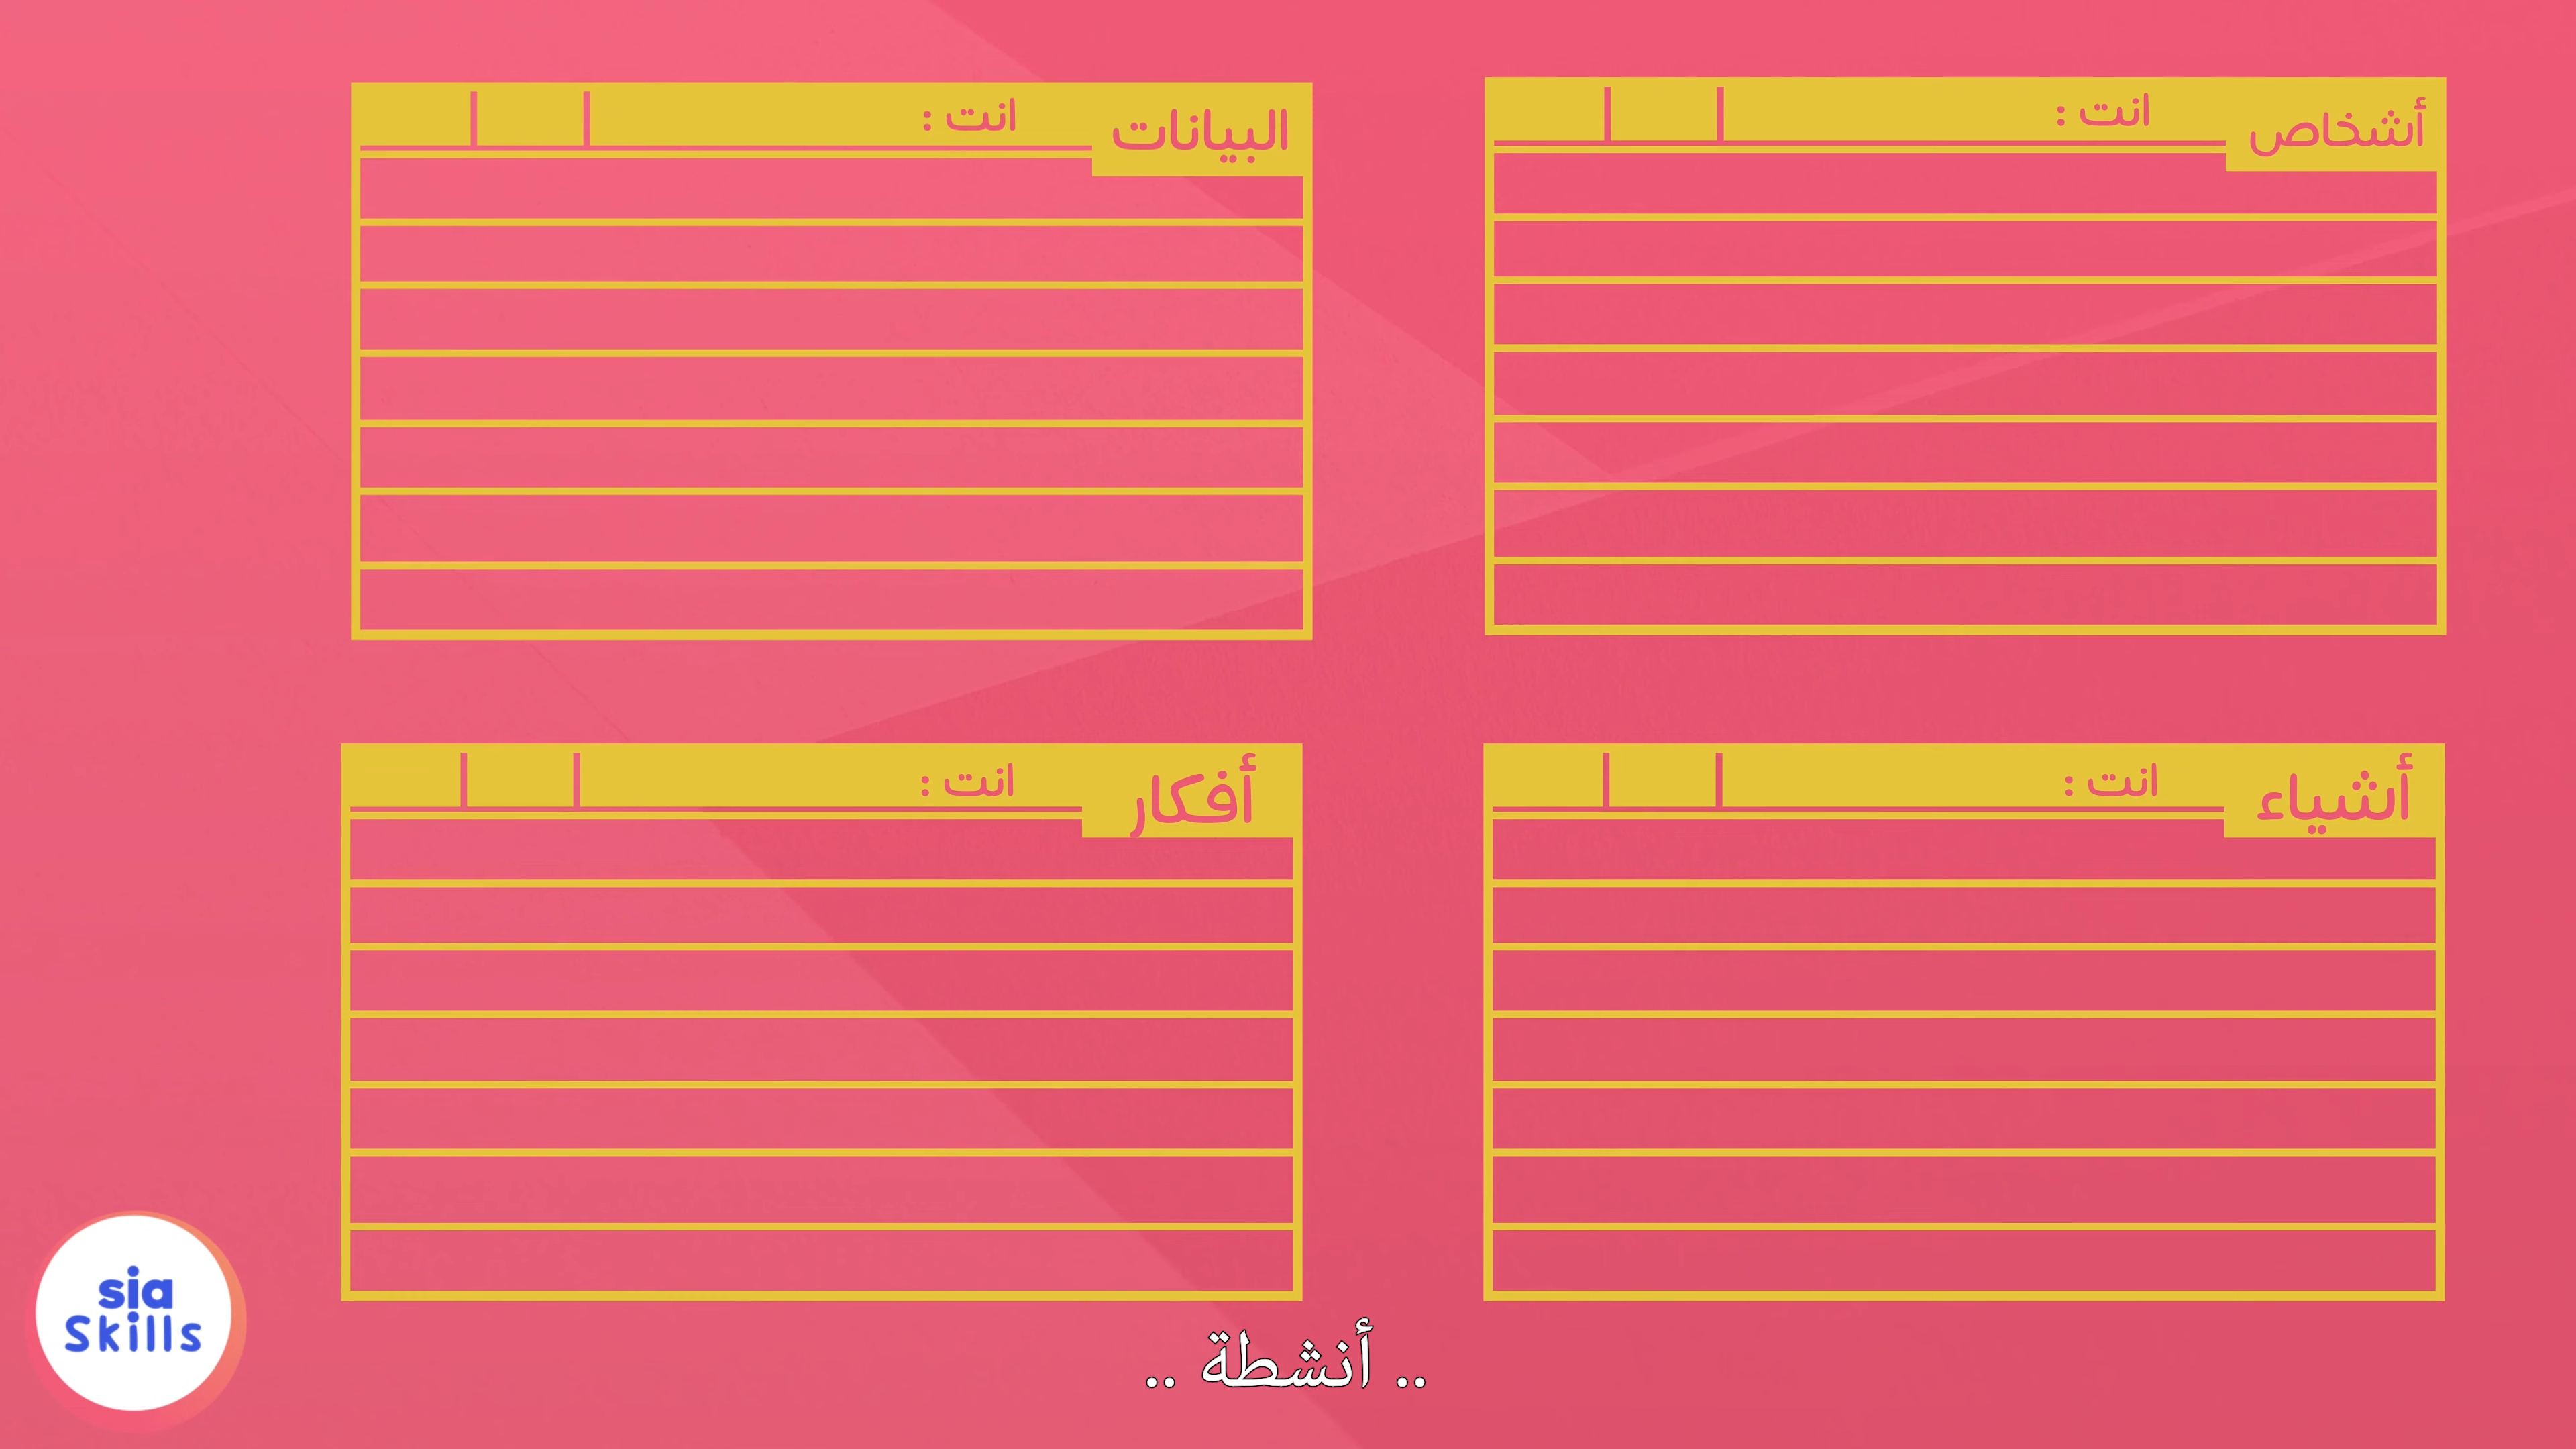 أشخاص
انت :
البيانات
انت :
أشياء
انت :
أفكار
انت :
sia
Skills
.. أنشطة ..